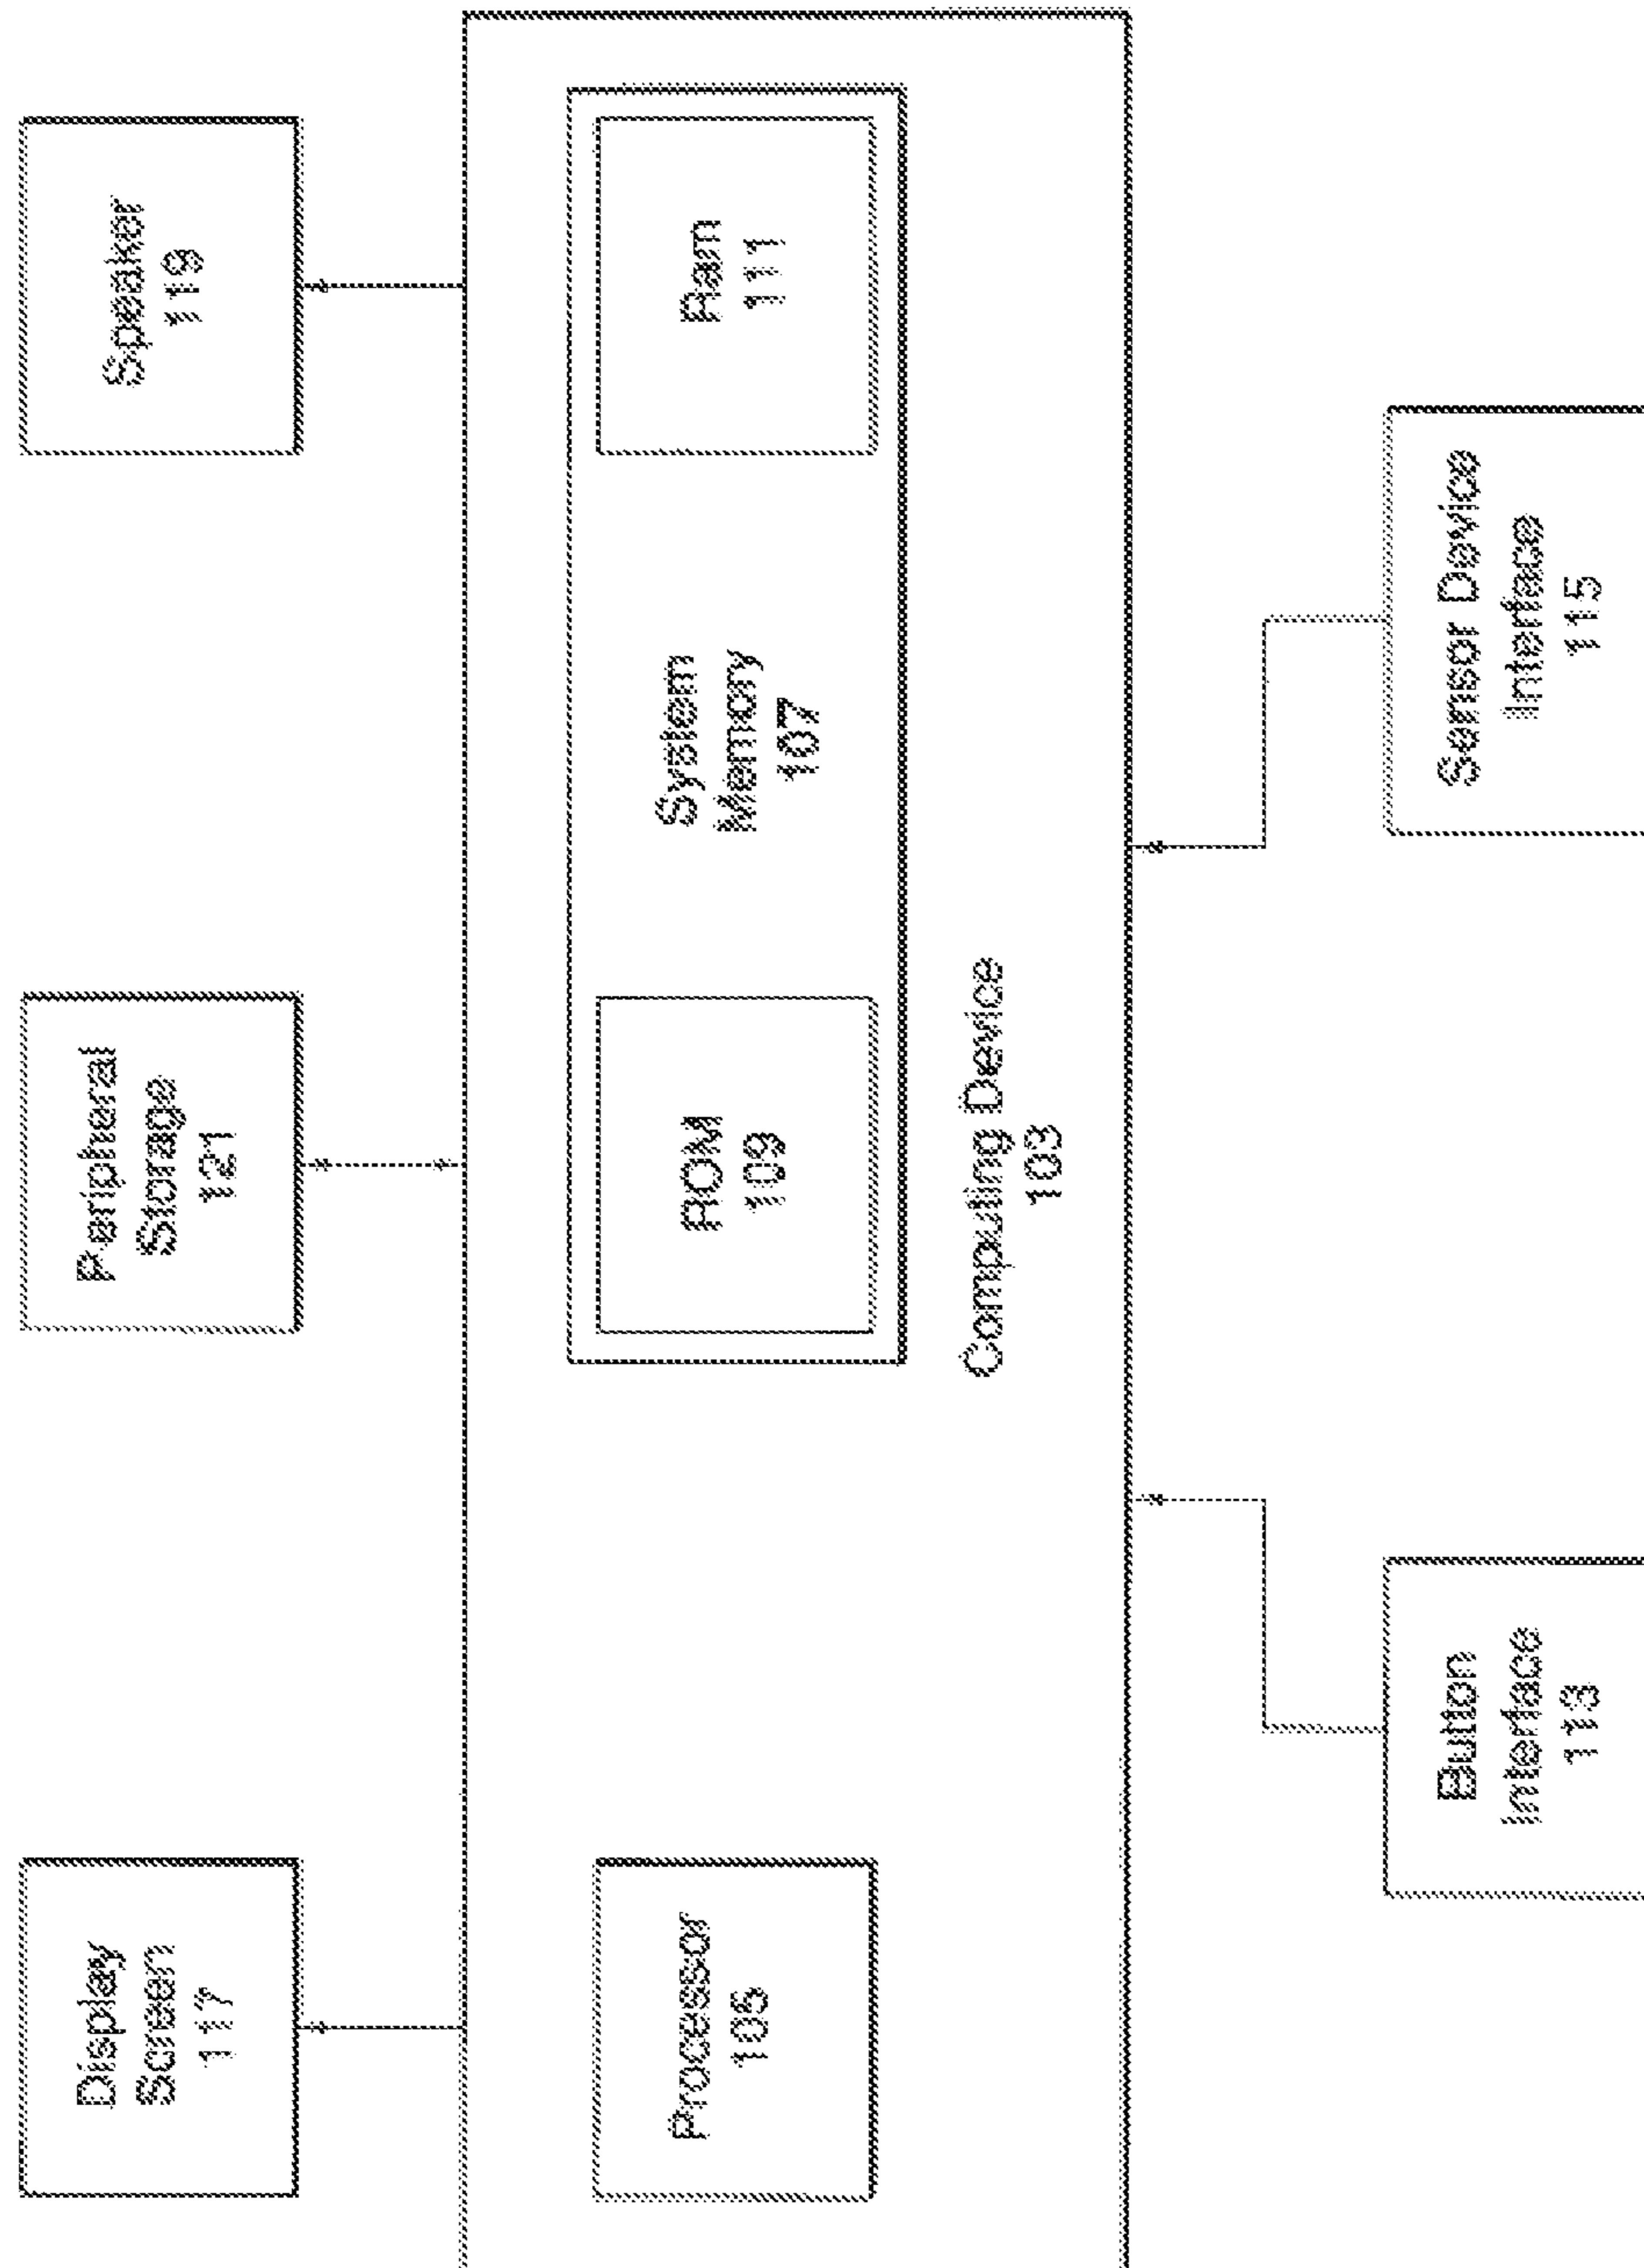 Display
Screen
117
Peripheral
Storage
121
Speaker
119
Processor
105
ROM
109
System
Memory
107
Ram
111
Computing Device
103
Button
Interface
113
Sensor Device
Interface
115